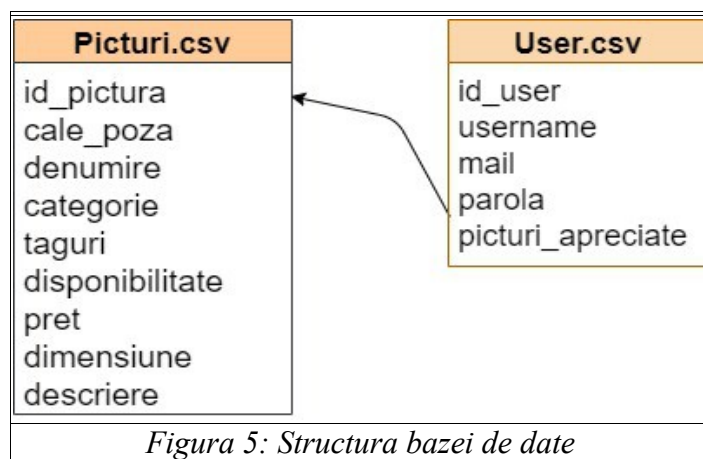 Picturi.csv
id_pictura
cale_poza
denumire
categorie
taguri
disponibilitate
pret
dimensiune
descriere
User.csv
id_user
username
mail
parola
picturi_apreciate
Figura 5: Structura bazei de date